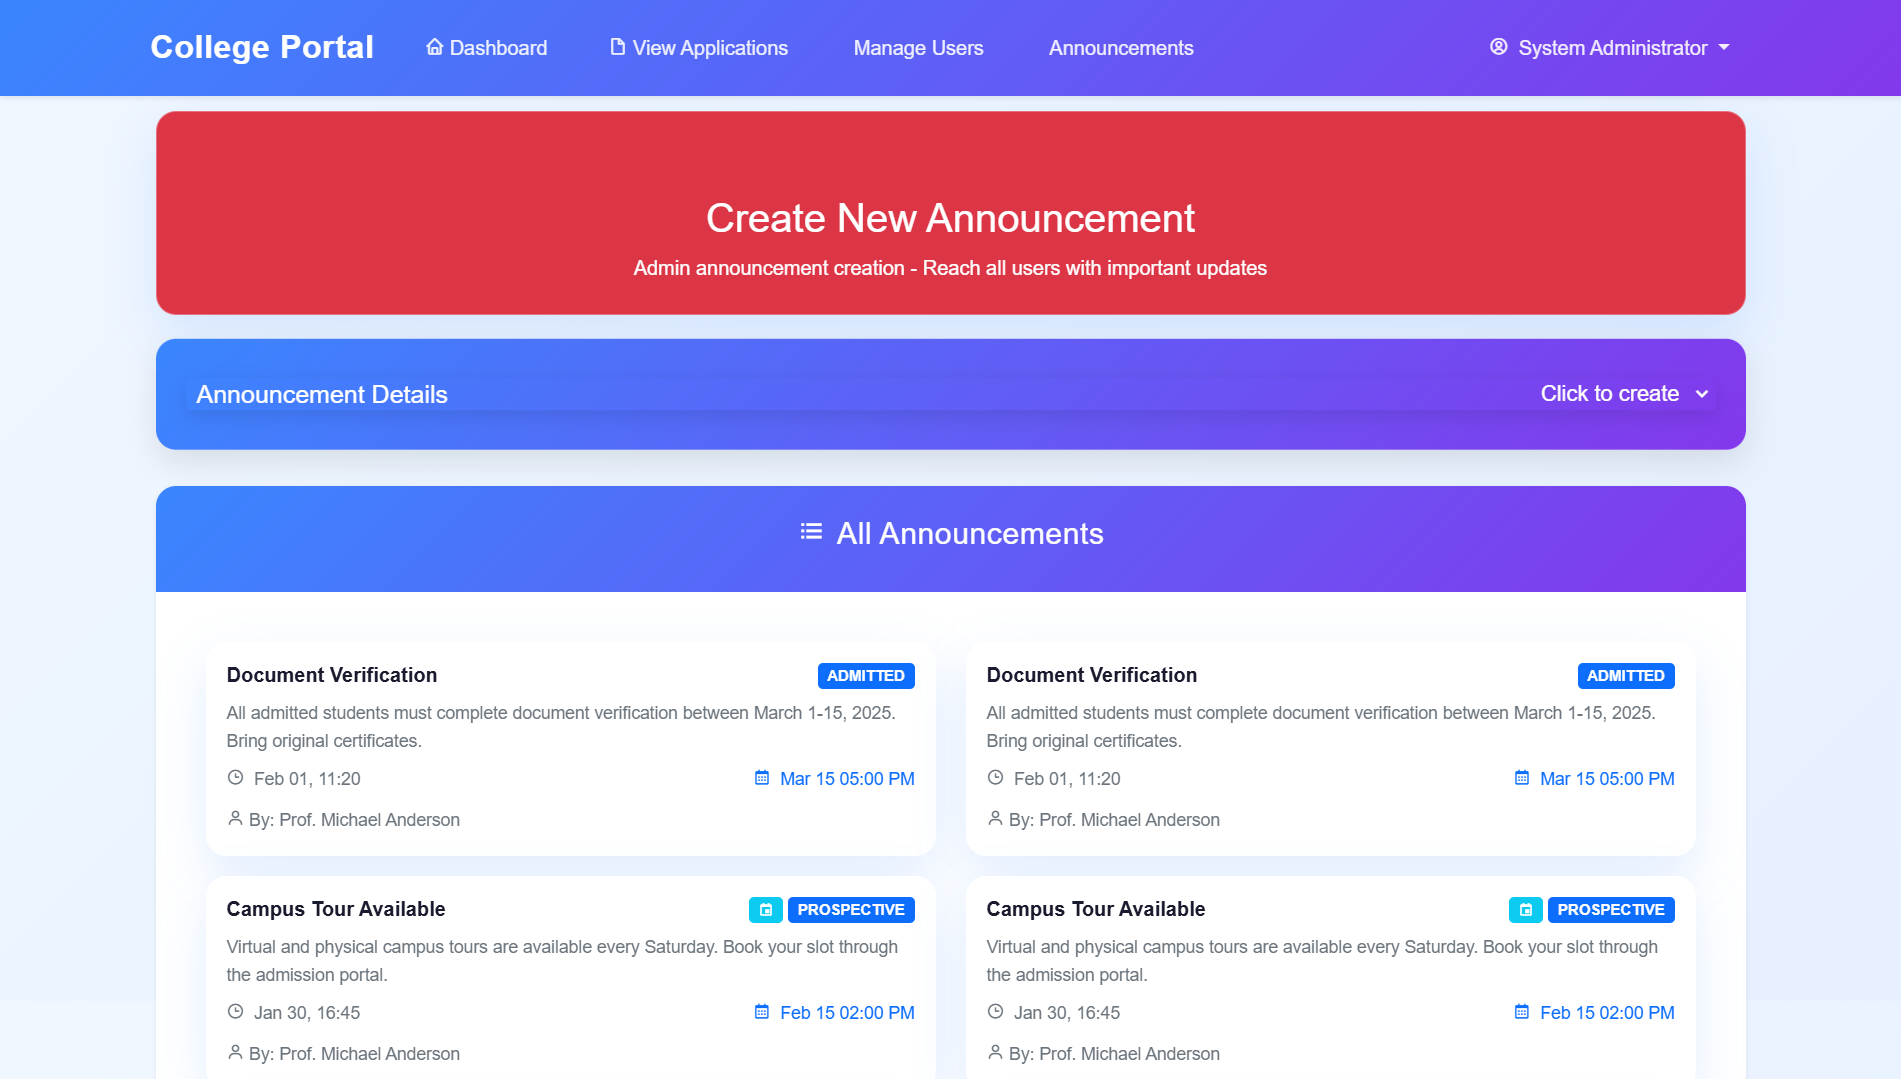 College Portal
Dashboard
View Applications
Manage Users
Announcements
System Administrator
Create New Announcement
Admin announcement creation - Reach all users with important updates
Announcement Details
Click to create
All Announcements
Document Verification
ADMITTED
All admitted students must complete document verification between March 1-15, 2025.
Bring original certificates.
Feb 01, 11:20
Mar 15 05:00 PM
By: Prof. Michael Anderson
Document Verification
ADMITTED
All admitted students must complete document verification between March 1-15, 2025.
Bring original certificates.
Feb 01, 11:20
Mar 15 05:00 PM
By: Prof. Michael Anderson
Campus Tour Available
PROSPECTIVE
Virtual and physical campus tours are available every Saturday. Book your slot through
the admission portal.
Jan 30, 16:45
Feb 15 02:00 PM
By: Prof. Michael Anderson
Campus Tour Available
PROSPECTIVE
Virtual and physical campus tours are available every Saturday. Book your slot through
the admission portal.
Jan 30, 16:45
Feb 15 02:00 PM
By: Prof. Michael Anderson